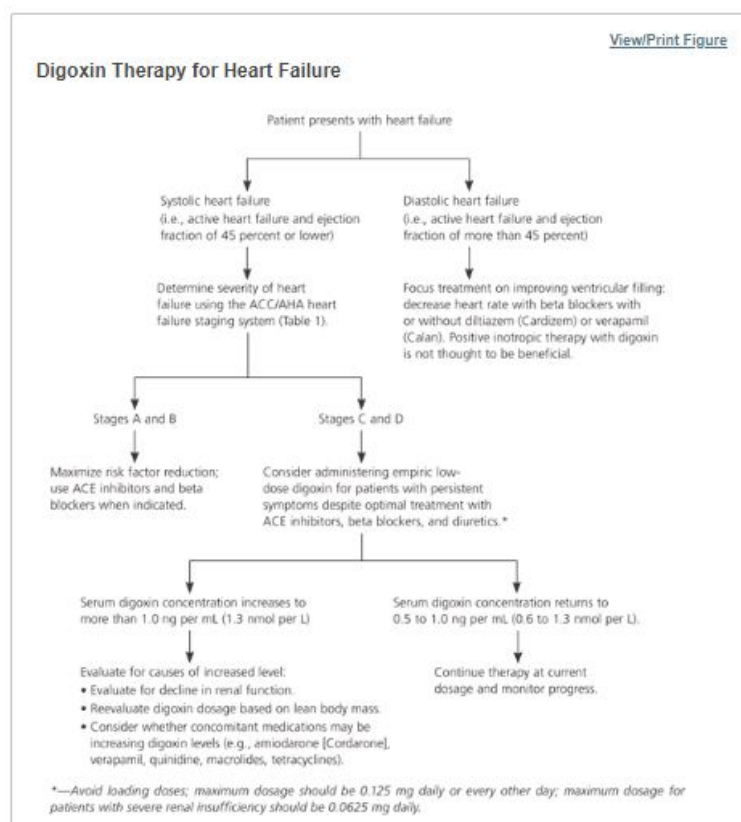 View/Print Figure
Digoxin Therapy for Heart Failure
Patient presents with heart failure
Systolic heart failure
(i.e., active heart failure and ejection
fraction of 45 percent or lower)
Diastolic heart failure
(i.e., active heart failure and ejection
fraction of more than 45 percent)
Determine severity of heart
failure using the ACC/AHA heart
failure staging system (Table 1).
Focus treatment on improving ventricular filling:
decrease heart rate with beta blockers with
or without diltiazem (Cardizem) or verapamil
(Calan). Positive inotropic therapy with digoxin
is not thought to be beneficial.
Stages A and B
Stages C and D
Maximize risk factor reduction;
use ACE inhibitors and beta
blockers when indicated.
Consider administering empiric low-
dose digoxin for patients with persistent
symptoms despite optimal treatment with
ACE inhibitors, beta blockers, and diuretics.*
Serum digoxin concentration increases to
more than 1.0 ng per mL (1.3 nmol per L)
Serum digoxin concentration returns to
0.5 to 1.0 ng per mL (0.6 to 1.3 nmol per L).
Evaluate for causes of increased level:
• Evaluate for decline in renal function.
• Reevaluate digoxin dosage based on lean body mass.
• Consider whether concomitant medications may be
increasing digoxin levels (e.g., amiodarone [Cordarone],
verapamil, quinidine, macrolides, tetracyclines).
Continue therapy at current
dosage and monitor progress.
*—Avoid loading doses; maximum dosage should be 0.125 mg daily or every other day; maximum dosage for
patients with severe renal insufficiency should be 0.0625 mg daily.